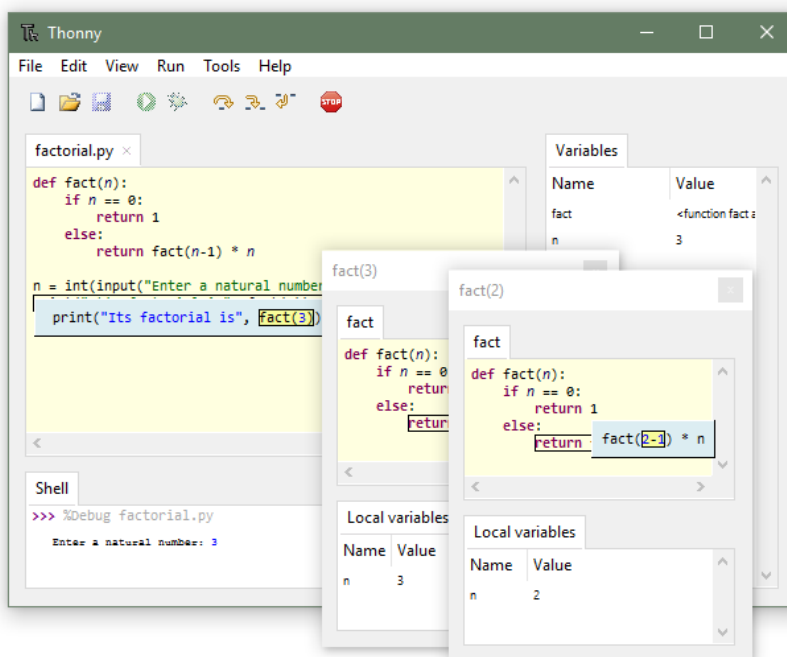 Thonny
File Edit View Run Tools Help
STOP
factorial.py
def fact(n):
if n == 0:
return 1
else:
return fact(n-1) * n
n = int(input("Enter a natural number
print("Its factorial is", fact(3))
Shell
>>> %Debug factorial.py
Enter a natural number: 3
Variables
Name Value
fact <function fact a
n 3
fact(3)
fact
def fact(n):
if n == 0
retur
else:
retur
Local variables
Name Value
n 3
fact(2)
fact
def fact(n):
if n == 0:
return 1
else:
return fact(2-1) * n
Local variables
Name Value
n 2